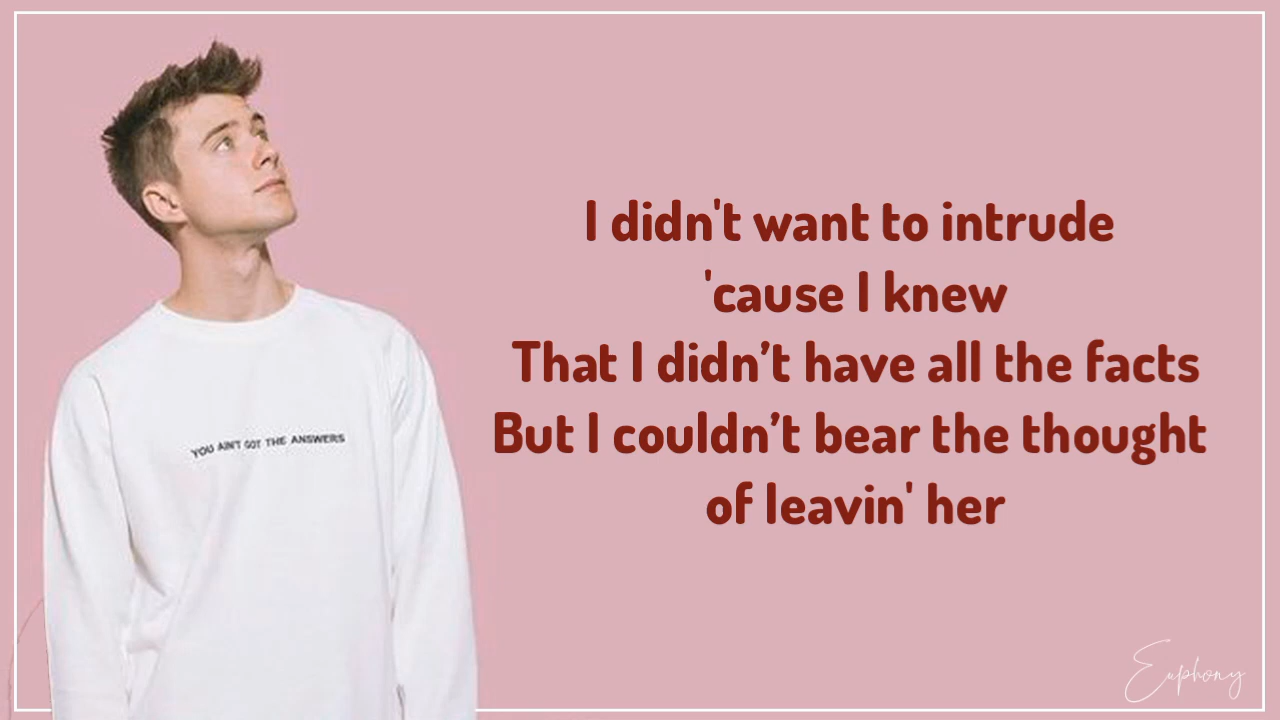 I didn't want to intrude
'cause I knew
That I didn’t have all the facts
But I couldn’t bear the thought
of leavin' her
YOU AIN'T GOT THE ANSWERS
Euphony